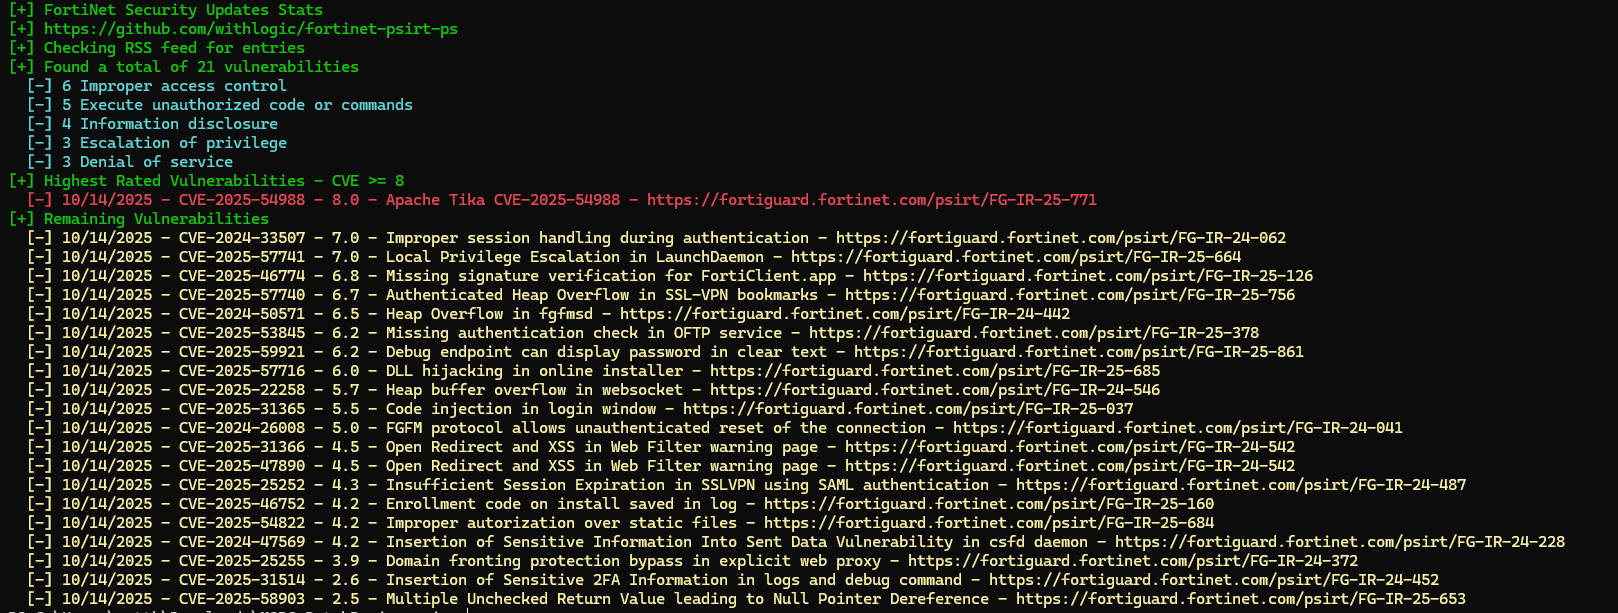 [+] FortiNet Security Updates Stats
[+] https://github.com/withlogic/fortinet-psirt-ps
[+] Checking RSS feed for entries
[+] Found a total of 21 vulnerabilities
[-] 6 Improper access control
[-] 5 Execute unauthorized code or commands
[-] 4 Information disclosure
[-] 3 Escalation of privilege
[-] 3 Denial of service
[+] Highest Rated Vulnerabilities - CVE >= 8
[-] 10/14/2025 - CVE-2025-54988 - 8.0 - Apache Tika CVE-2025-54988 - https://fortiguard.fortinet.com/psirt/FG-IR-25-771
[+] Remaining Vulnerabilities
[-] 10/14/2025 - CVE-2024-33507 - 7.0 - Improper session handling during authentication - https://fortiguard.fortinet.com/psirt/FG-IR-24-062
[-] 10/14/2025 - CVE-2025-57741 - 7.0 - Local Privilege Escalation in LaunchDaemon - https://fortiguard.fortinet.com/psirt/FG-IR-25-664
[-] 10/14/2025 - CVE-2025-46774 - 6.8 - Missing signature verification for FortiClient.app - https://fortiguard.fortinet.com/psirt/FG-IR-25-126
[-] 10/14/2025 - CVE-2025-57740 - 6.7 - Authenticated Heap Overflow in SSL-VPN bookmarks - https://fortiguard.fortinet.com/psirt/FG-IR-25-756
[-] 10/14/2025 - CVE-2024-50571 - 6.5 - Heap Overflow in fgfmsd - https://fortiguard.fortinet.com/psirt/FG-IR-24-442
[-] 10/14/2025 - CVE-2025-53845 - 6.2 - Missing authentication check in OFTP service - https://fortiguard.fortinet.com/psirt/FG-IR-25-378
[-] 10/14/2025 - CVE-2025-59921 - 6.2 - Debug endpoint can display password in clear text - https://fortiguard.fortinet.com/psirt/FG-IR-25-861
[-] 10/14/2025 - CVE-2025-57716 - 6.0 - DLL hijacking in online installer - https://fortiguard.fortinet.com/psirt/FG-IR-25-685
[-] 10/14/2025 - CVE-2025-22258 - 5.7 - Heap buffer overflow in websocket - https://fortiguard.fortinet.com/psirt/FG-IR-24-546
[-] 10/14/2025 - CVE-2025-31365 - 5.5 - Code injection in login window - https://fortiguard.fortinet.com/psirt/FG-IR-25-037
[-] 10/14/2025 - CVE-2024-26008 - 5.0 - FGFM protocol allows unauthenticated reset of the connection - https://fortiguard.fortinet.com/psirt/FG-IR-24-041
[-] 10/14/2025 - CVE-2025-31366 - 4.5 - Open Redirect and XSS in Web Filter warning page - https://fortiguard.fortinet.com/psirt/FG-IR-24-542
[-] 10/14/2025 - CVE-2025-47890 - 4.5 - Open Redirect and XSS in Web Filter warning page - https://fortiguard.fortinet.com/psirt/FG-IR-24-542
[-] 10/14/2025 - CVE-2025-25252 - 4.3 - Insufficient Session Expiration in SSLVPN using SAML authentication - https://fortiguard.fortinet.com/psirt/FG-IR-24-487
[-] 10/14/2025 - CVE-2025-46752 - 4.2 - Enrollment code on install saved in log - https://fortiguard.fortinet.com/psirt/FG-IR-25-160
[-] 10/14/2025 - CVE-2025-54822 - 4.2 - Improper autorization over static files - https://fortiguard.fortinet.com/psirt/FG-IR-25-684
[-] 10/14/2025 - CVE-2024-47569 - 4.2 - Insertion of Sensitive Information Into Sent Data Vulnerability in csfd daemon - https://fortiguard.fortinet.com/psirt/FG-IR-24-228
[-] 10/14/2025 - CVE-2025-25255 - 3.9 - Domain fronting protection bypass in explicit web proxy - https://fortiguard.fortinet.com/psirt/FG-IR-24-372
[-] 10/14/2025 - CVE-2025-31514 - 2.6 - Insertion of Sensitive 2FA Information in logs and debug command - https://fortiguard.fortinet.com/psirt/FG-IR-24-452
[-] 10/14/2025 - CVE-2025-58903 - 2.5 - Multiple Unchecked Return Value leading to Null Pointer Dereference - https://fortiguard.fortinet.com/psirt/FG-IR-25-653